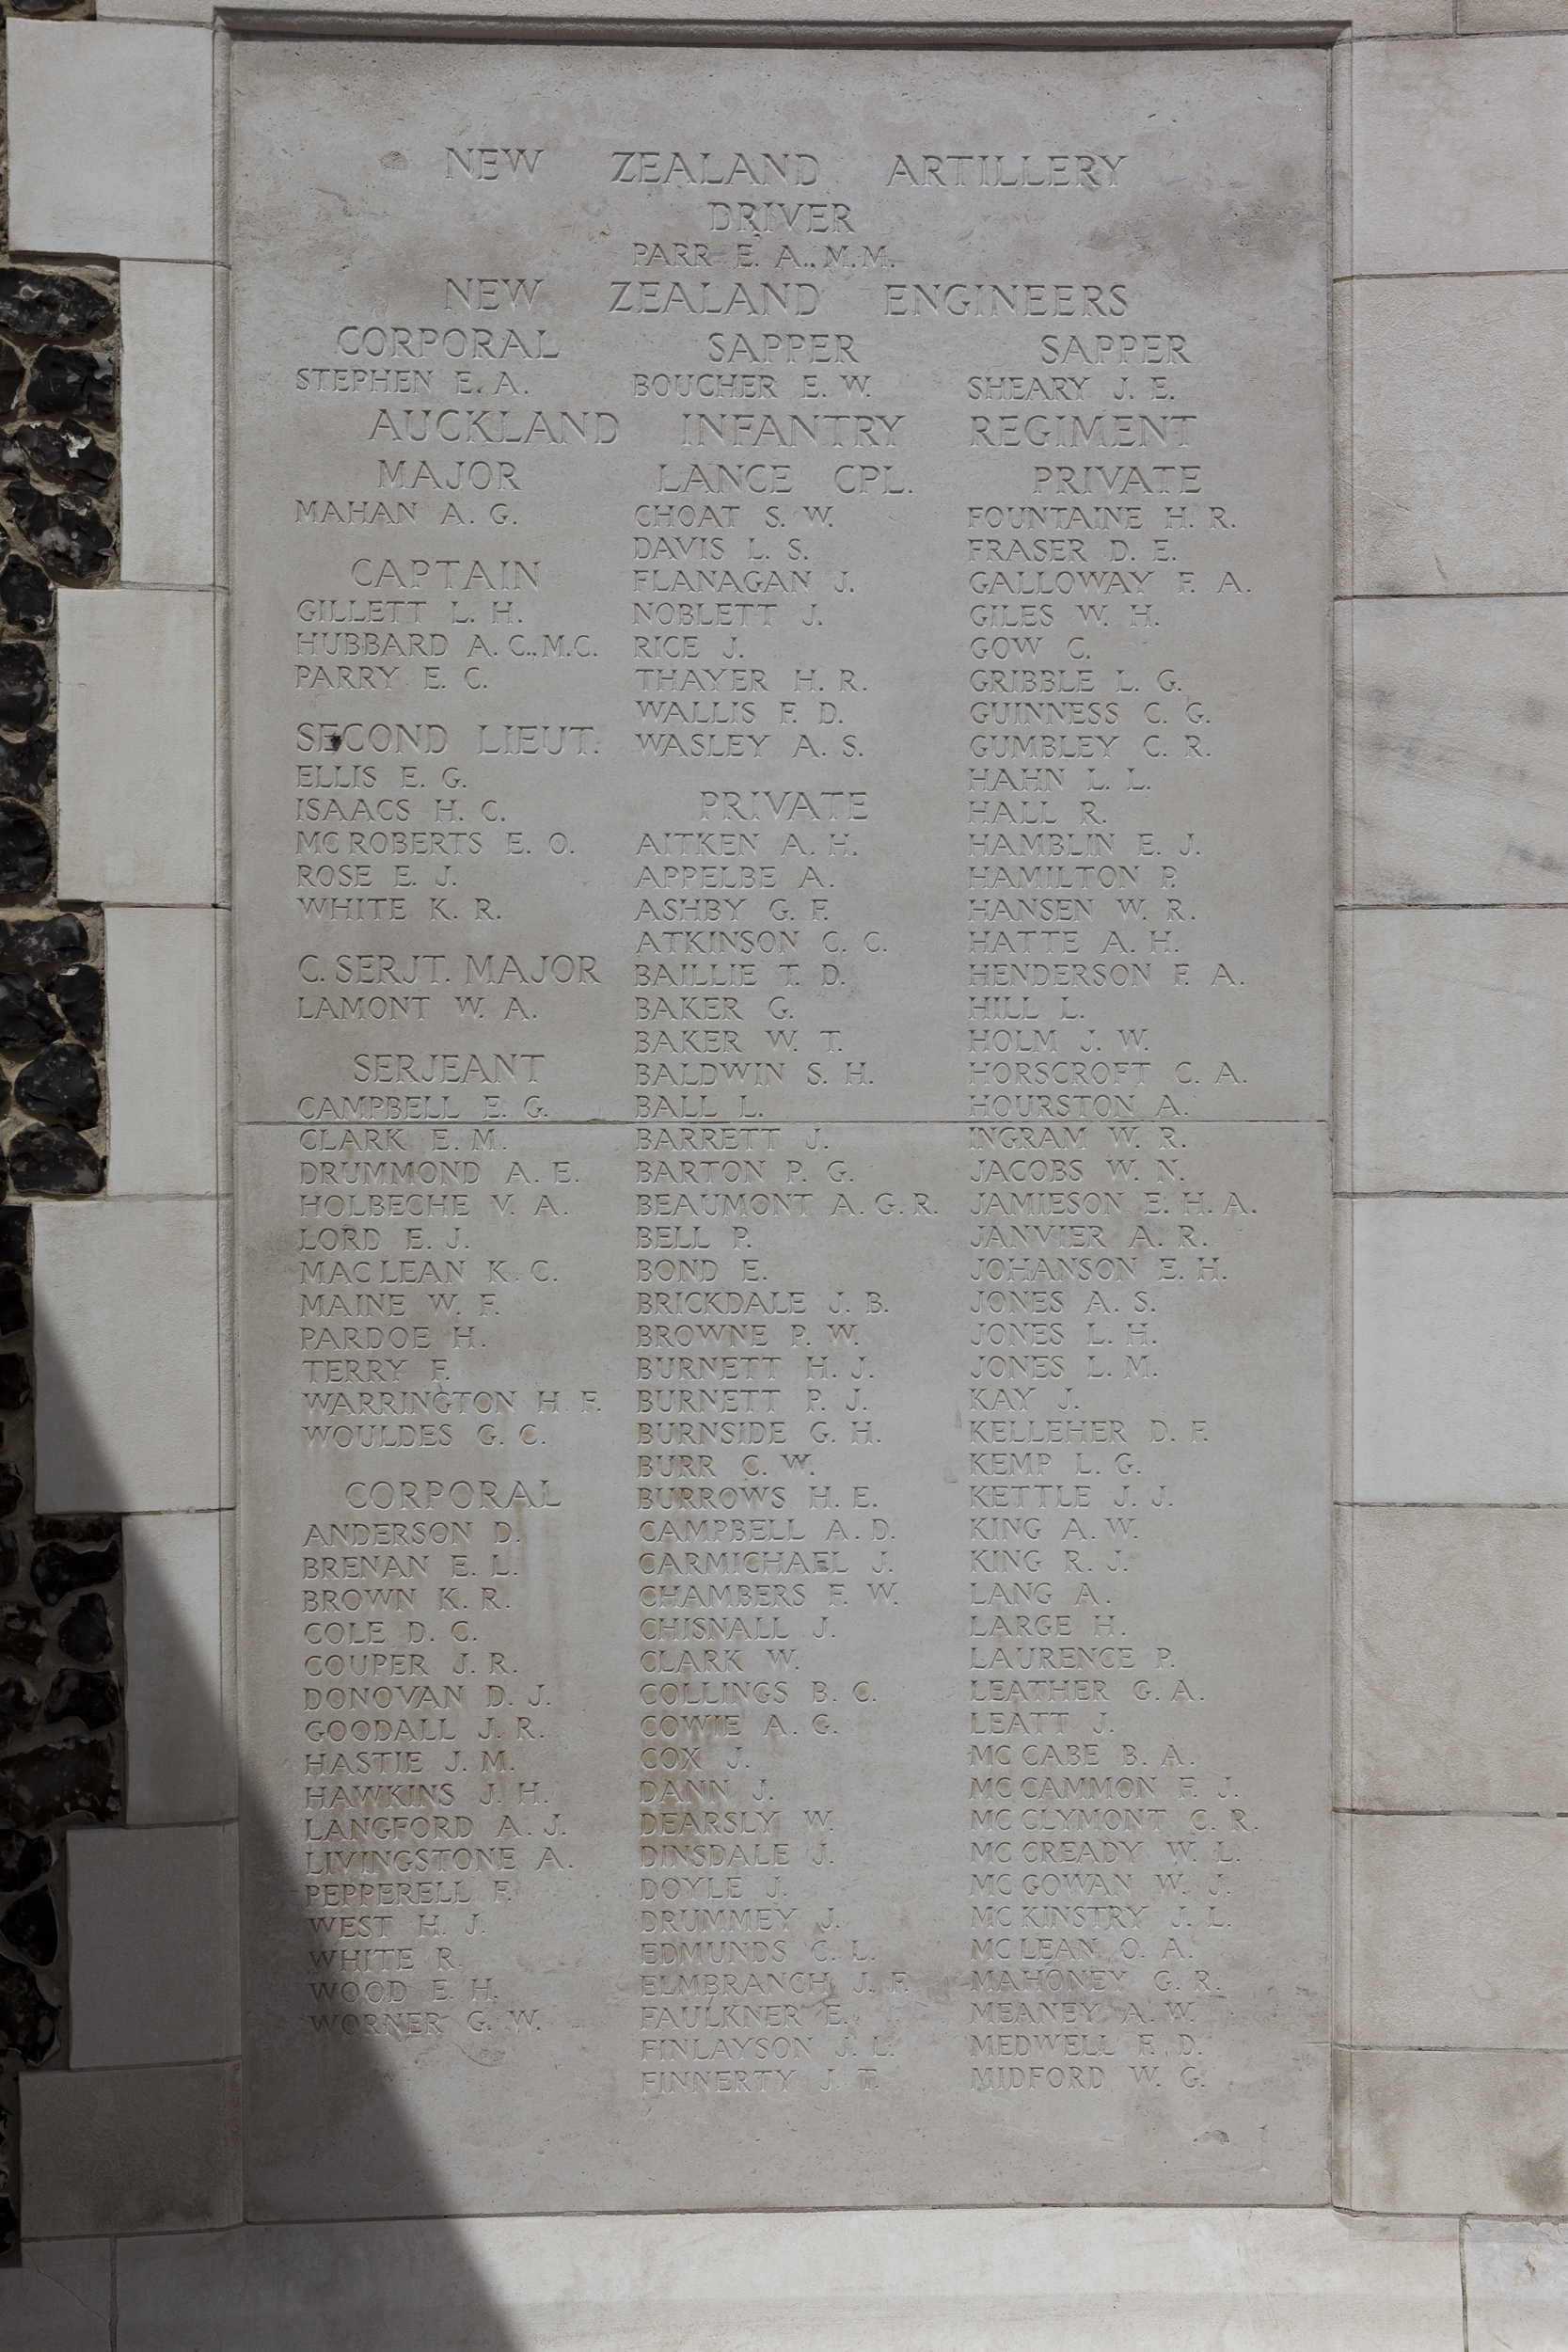 NEW ZEALAND ARTILLERY
DRIVER
PARR E. A., M.M.
NEW ZEALAND ENGINEERS
CORPORAL
STEPHEN E. A.
SAPPER
BOUCHER E. W.
SAPPER
SHEARY J. E.
AUCKLAND INFANTRY REGIMENT
MAJOR
MAHAN A. G.
CAPTAIN
GILLETT L. H.
HUBBARD A. C., M.C.
PARRY E. C.
SECOND LIEUT.
ELLIS E. G.
ISAACS H. C.
MC ROBERTS E. O.
ROSE E. J.
WHITE K. R.
C. SERJT. MAJOR
LAMONT W. A.
SERJEANT
CAMPBELL E. G.
CLARK E. M.
DRUMMOND A. E.
HOLBECHE V. A.
LORD E. J.
MAC LEAN K. C.
MAINE W. F.
PARDOE H.
TERRY F.
WARRINGTON H. F.
WOULDES G. C.
CORPORAL
ANDERSON D.
BRENAN E. L.
BROWN K. R.
COLE D. C.
COUPER J. R.
DONOVAN D. J.
GOODALL J. R.
HASTIE J. M.
HAWKINS J. H.
LANGFORD A. J.
LIVINGSTONE A.
PEPPERELL F.
WEST H. J.
WHITE R.
WOOD E. H.
WORNER G. W.
LANCE CPL.
CHOAT S. W.
DAVIS L. S.
FLANAGAN J.
NOBLETT J.
RICE J.
THAYER H. R.
WALLIS F. D.
WASLEY A. S.
PRIVATE
AITKEN A. H.
APPELBE A.
ASHBY G. F.
ATKINSON C. C.
BAILLIE T. D.
BAKER G.
BAKER W. T.
BALDWIN S. H.
BALL L.
BARRETT J.
BARTON P. G.
BEAUMONT A. G. R.
BELL P.
BOND E.
BRICKDALE J. B.
BROWNE P. W.
BURNETT H. J.
BURNETT P. J.
BURNSIDE G. H.
BURR C. W.
BURROWS H. E.
CAMPBELL A. D.
CARMICHAEL J.
CHAMBERS F. W.
CHISNALL J.
CLARK W.
COLLINGS B. C.
COWIE A. G.
COX J.
DANN J.
DEARSLY W.
DINSDALE J.
DOYLE J.
DRUMMEY J.
EDMUNDS C. L.
ELMBRANCH J. F.
FAULKNER E.
FINLAYSON J. L.
FINNERTY J. T.
PRIVATE
FOUNTAINE H. R.
FRASER D. E.
GALLOWAY F. A.
GILES W. H.
GOW C.
GRIBBLE L. G.
GUINNESS C. G.
GUMBLEY C. R.
HAHN L. L.
HALL R.
HAMBLIN E. J.
HAMILTON P.
HANSEN W. R.
HATTE A. H.
HENDERSON F. A.
HILL L.
HOLM J. W.
HORSCROFT C. A.
HOURSTON A.
INGRAM W. R.
JACOBS W. N.
JAMIESON E. H. A.
JANVIER A. R.
JOHANSON E. H.
JONES A. S.
JONES L. H.
JONES L. M.
KAY J.
KELLEHER D. F.
KEMP L. G.
KETTLE J. J.
KING A. W.
KING R. J.
LANG A.
LARGE H.
LAURENCE P.
LEATHER G. A.
LEATT J.
MC CABE B. A.
MC CAMMON F. J.
MC CLYMONT C. R.
MC CREADY W. L.
MC GOWAN W. J.
MC KINSTRY J. L.
MC LEAN O. A.
MAHONEY G. R.
MEANEY A. W.
MEDWELL F. D.
MIDFORD W. G.